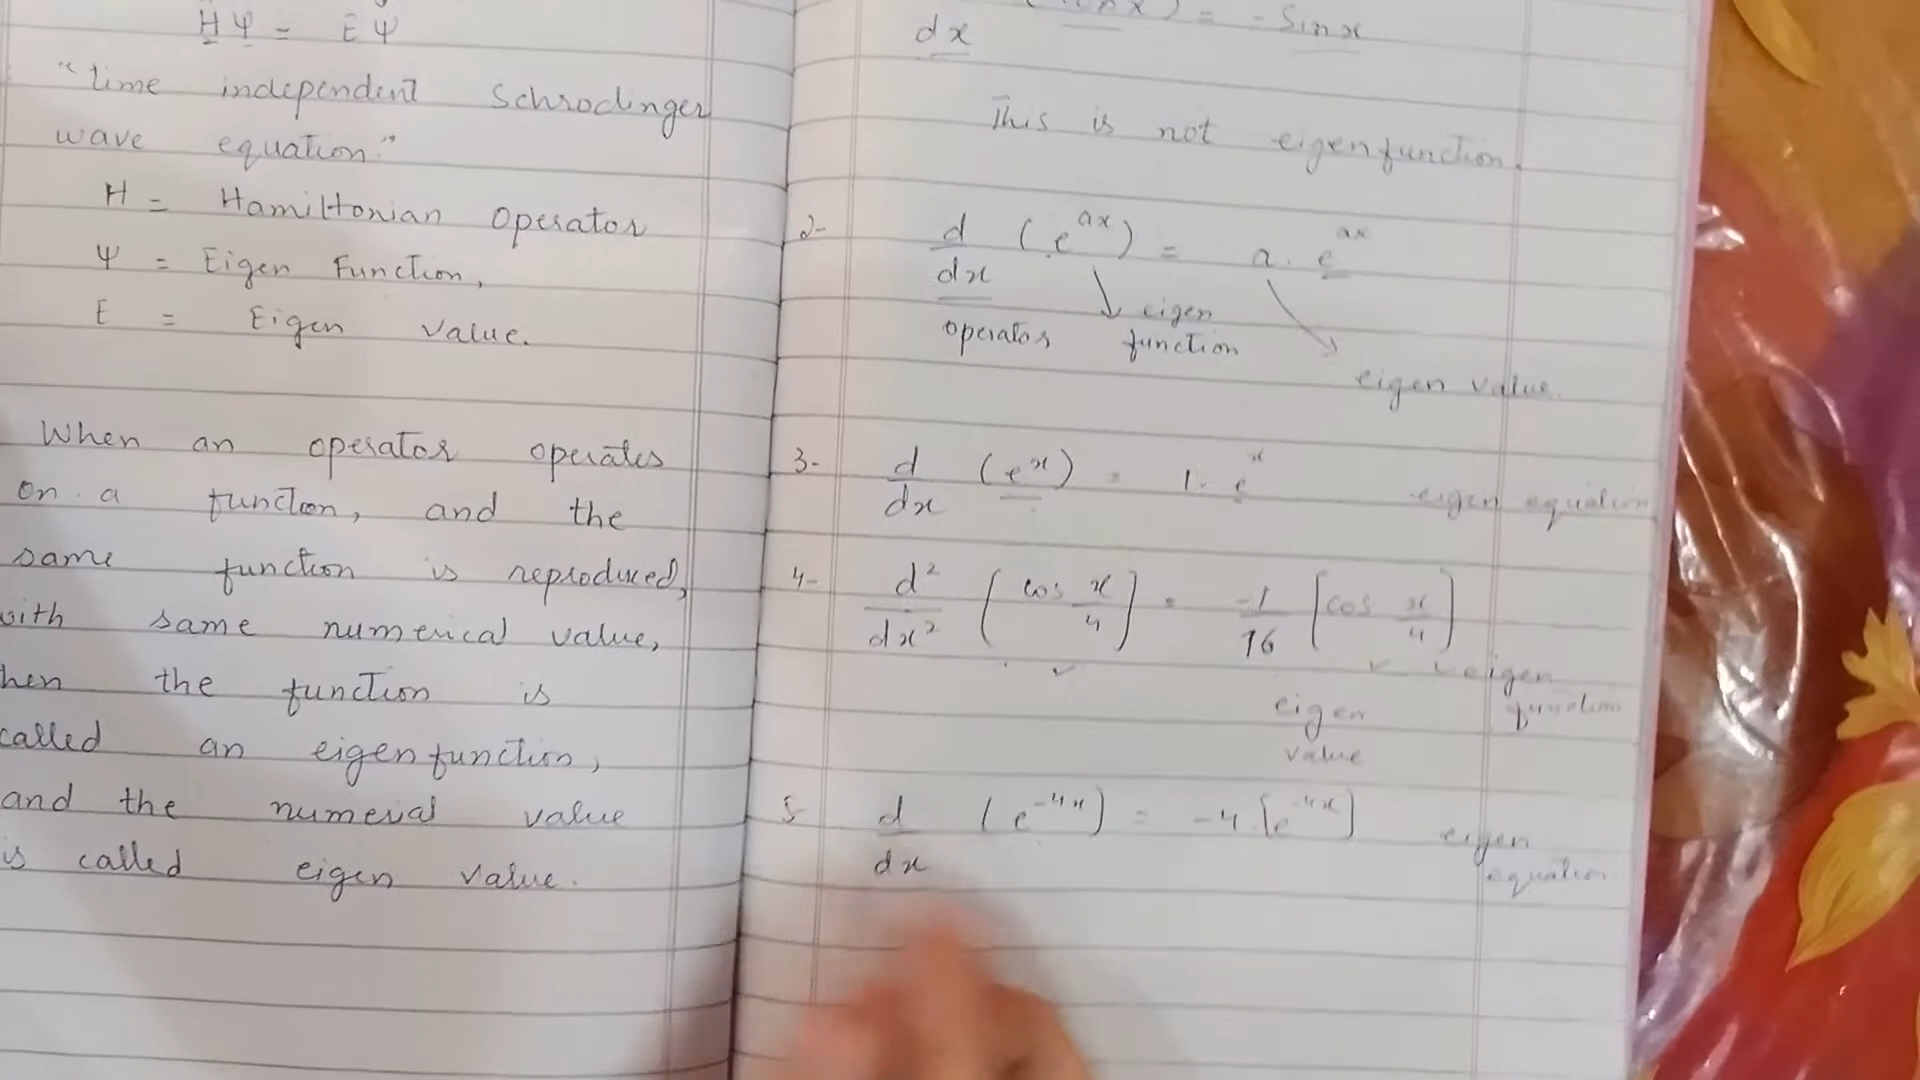 HΨ = EΨ
"time independent Schrodinger
wave equation."
H = Hamiltonian Operator
Ψ = Eigen Function,
E = Eigen value.
When an operator operates
on a function, and the
same function is reproduced,
with same numerical value,
hen the function is
called an eigenfunction,
and the numerial value
is called eigen value.
dx = -Sinx
This is not eigenfunction.
2- d/dx (e^ax) = a. e^ax
operator eigen function
eigen value
3- d/dx (e^x) = 1. e^x eigen equation
4- d²/dx² [cos x/4] = -1/16 [cos x/4]
eigen value eigen function
5- d/dx [e^-4x] = -4.[e^-4x] eigen equation